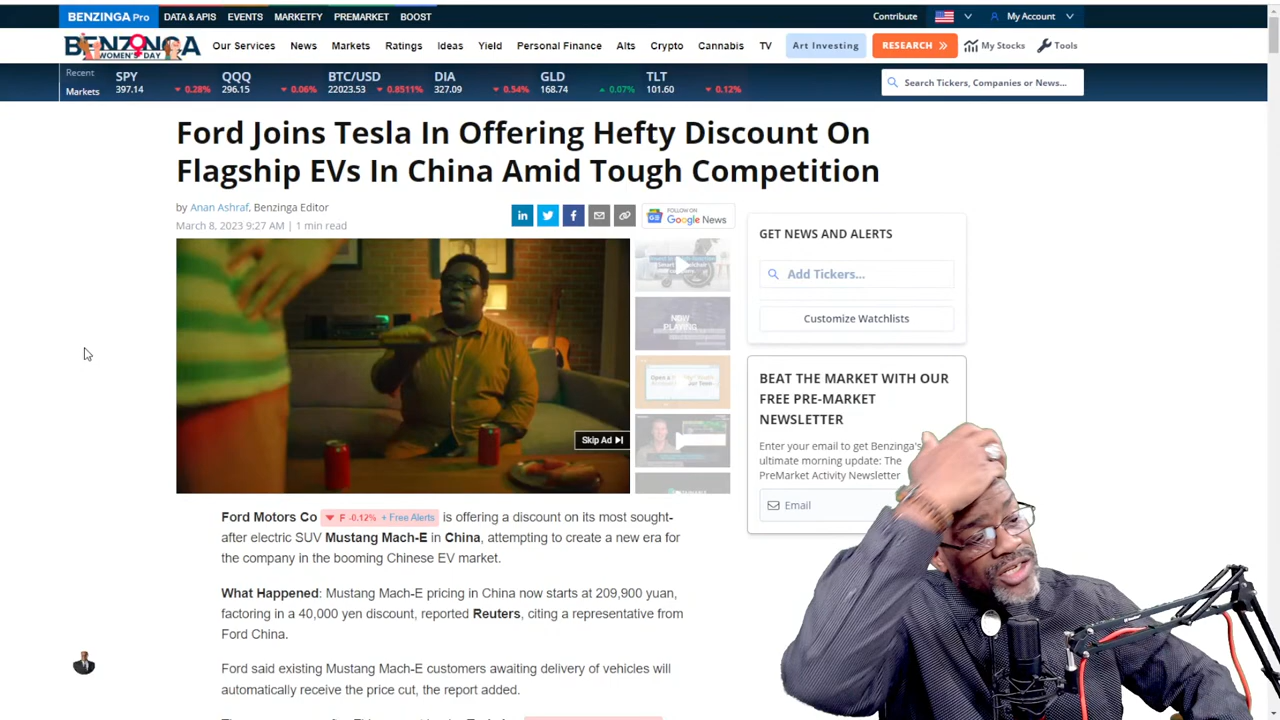 BENZINGA Pro DATA & APIS EVENTS MARKETFY PREMARKET BOOST Contribute My Account
BENZINGA
WOMEN'S DAY
Our Services News Markets Ratings Ideas Yield Personal Finance Alts Crypto Cannabis TV Art Investing RESEARCH My Stocks Tools
Recent
Markets
SPY
397.14 0.28%
QQQ
296.15 0.06%
BTC/USD
22023.53 0.8511%
DIA
327.09 0.54%
GLD
168.74 0.07%
TLT
101.60 0.12%
Search Tickers, Companies or News...
Ford Joins Tesla In Offering Hefty Discount On
Flagship EVs In China Amid Tough Competition
by Anan Ashraf, Benzinga Editor
March 8, 2023 9:27 AM | 1 min read
FOLLOW ON
Google News
NOW
PLAYING
Skip Ad
GET NEWS AND ALERTS
Add Tickers...
Customize Watchlists
BEAT THE MARKET WITH OUR
FREE PRE-MARKET
NEWSLETTER
Enter your email to get Benzinga's
ultimate morning update: The
PreMarket Activity Newsletter
Email
Ford Motors Co F -0.12% + Free Alerts is offering a discount on its most sought-
after electric SUV Mustang Mach-E in China, attempting to create a new era for
the company in the booming Chinese EV market.
What Happened: Mustang Mach-E pricing in China now starts at 209,900 yuan,
factoring in a 40,000 yen discount, reported Reuters, citing a representative from
Ford China.
Ford said existing Mustang Mach-E customers awaiting delivery of vehicles will
automatically receive the price cut, the report added.